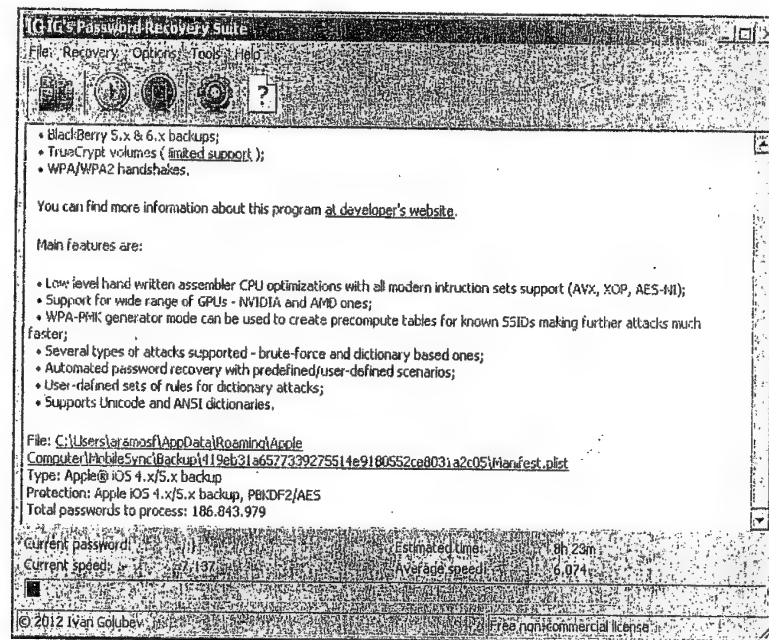 IG's Password Recovery Suite
File Recovery Options Tools Help
?
• BlackBerry 5.x & 6.x backups;
• TrueCrypt volumes ( limited support );
• WPA/WPA2 handshakes.
You can find more information about this program at developer's website.
Main features are:
• Low level hand written assembler CPU optimizations with all modern intruction sets support (AVX, XOP, AES-NI);
• Support for wide range of GPUs - NVIDIA and AMD ones;
• WPA-PMK generator mode can be used to create precompute tables for known SSIDs making further attacks much
faster;
• Several types of attacks supported - brute-force and dictionary based ones;
• Automated password recovery with predefined/user-defined scenarios;
• User-defined sets of rules for dictionary attacks;
• Supports Unicode and ANSI dictionaries.
File: C:\Users\aramosf\AppData\Roaming\Apple
Computer\MobileSync\Backup\419eb31a6577339275514e9180552ce8031a2c05\Manifest.plist
Type: Apple® iOS 4.x/5.x backup
Protection: Apple iOS 4.x/5.x backup, PBKDF2/AES
Total passwords to process: 186.843.979
Current password: Estimated time: 8h 23m
Current speed: 7.137 Average speed: 6.074
© 2012 Ivan Golubev Free non-commercial license